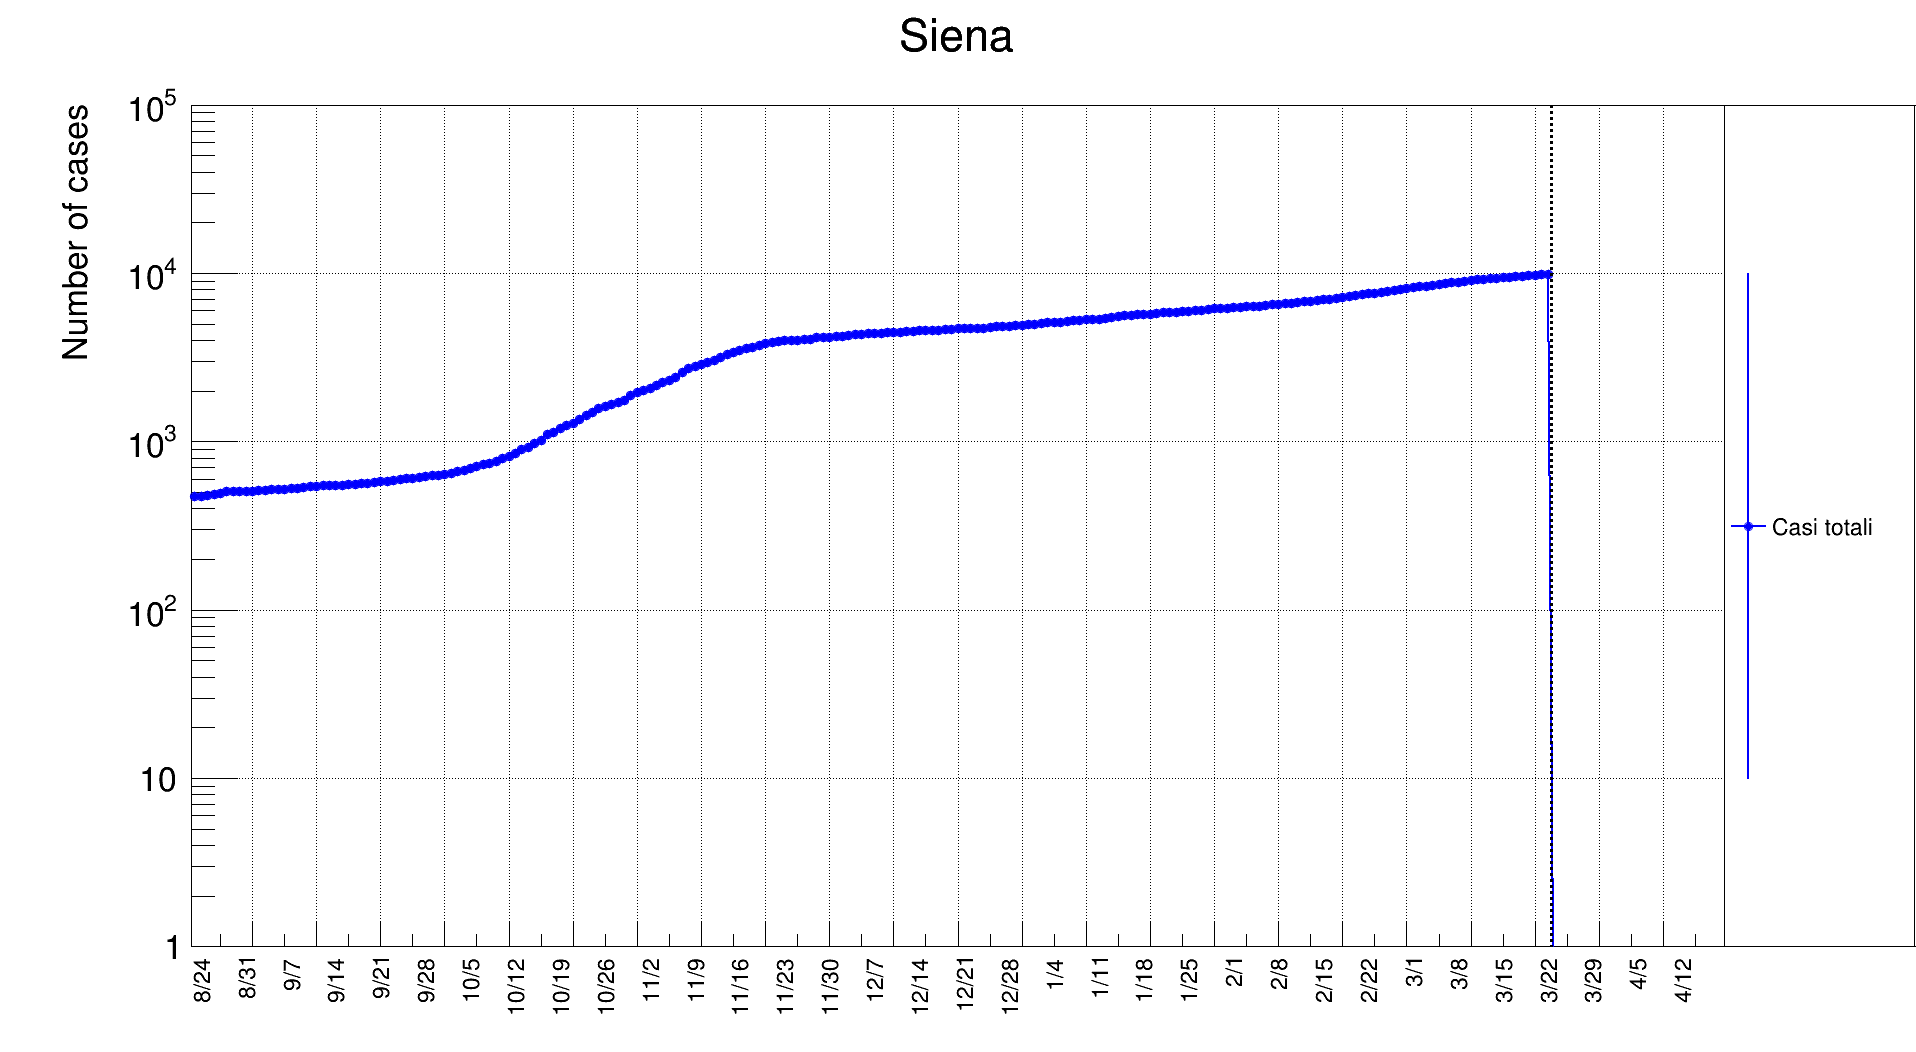 Siena
Number of cases
10^5
10^4
10^3
10^2
10
1
8/24 8/31 9/7 9/14 9/21 9/28 10/5 10/12 10/19 10/26 11/2 11/9 11/16 11/23 11/30 12/7 12/14 12/21 12/28 1/4 1/11 1/18 1/25 2/1 2/8 2/15 2/22 3/1 3/8 3/15 3/22 3/29 4/5 4/12
Casi totali